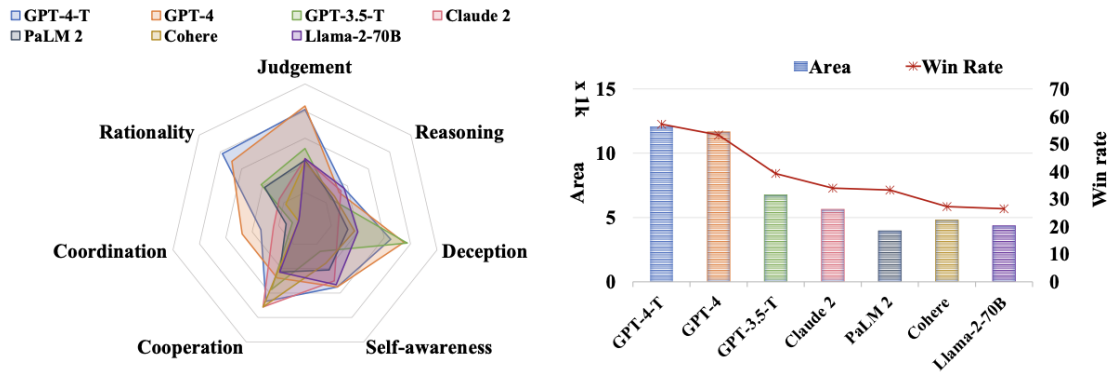 GPT-4-T GPT-4 GPT-3.5-T Claude 2
PaLM 2 Cohere Llama-2-70B
Judgement
Rationality Reasoning
Coordination Deception
Cooperation Self-awareness
Area Win Rate
x 1k
15 70
60
50
10
40
30
5
20
10
0 0
Area
Win rate
GPT-4-T
GPT-4
GPT-3.5-T
Claude 2
PaLM 2
Cohere
Llama-2-70B